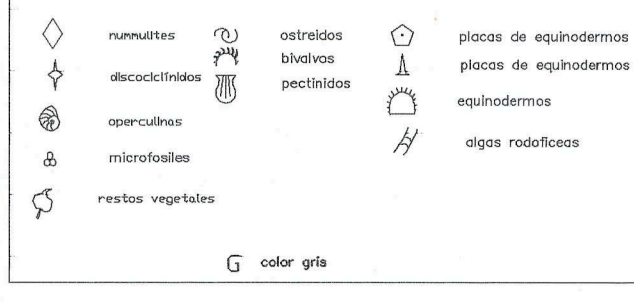 nummulites
discociclínidos
operculinas
microfosiles
restos vegetales
ostreidos
bivalvos
pectinidos
placas de equinodermos
placas de equinodermos
equinodermos
algas rodoficeas
G color gris